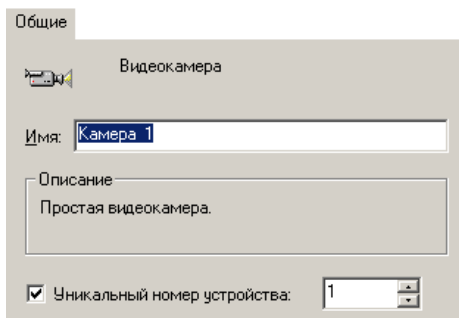 Общие
Видеокамера
Имя: Камера 1
Описание
Простая видеокамера.
Уникальный номер устройства: 1